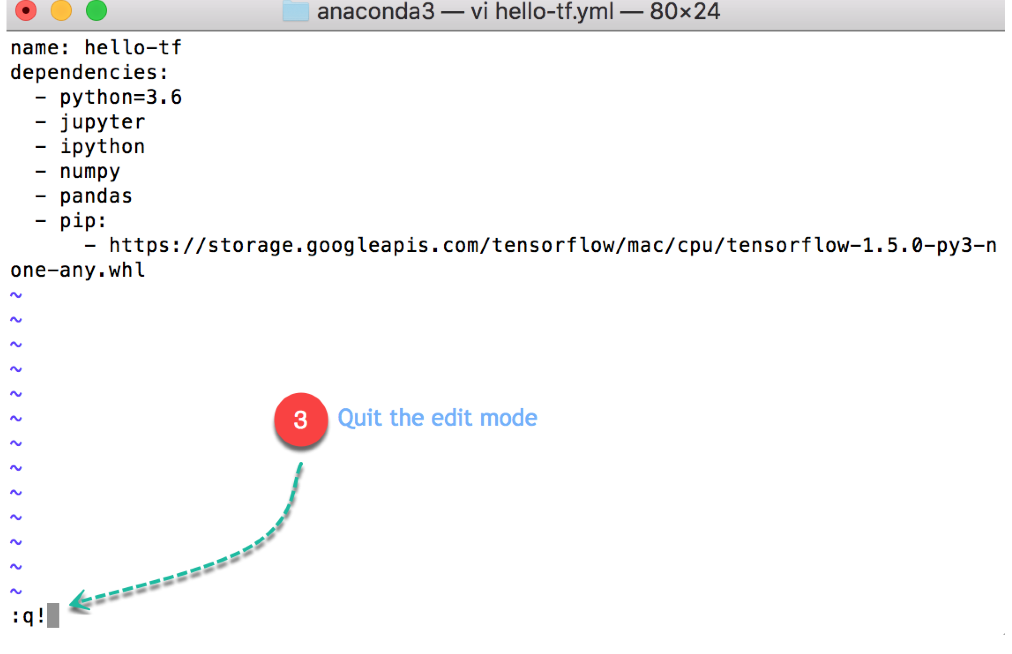 anaconda3 — vi hello-tf.yml — 80×24
name: hello-tf
dependencies:
  - python=3.6
  - jupyter
  - ipython
  - numpy
  - pandas
  - pip:
      - https://storage.googleapis.com/tensorflow/mac/cpu/tensorflow-1.5.0-py3-n
one-any.whl
~
~
~
~
~
~
~
~
~
~
~
~
~
3 Quit the edit mode
:q!